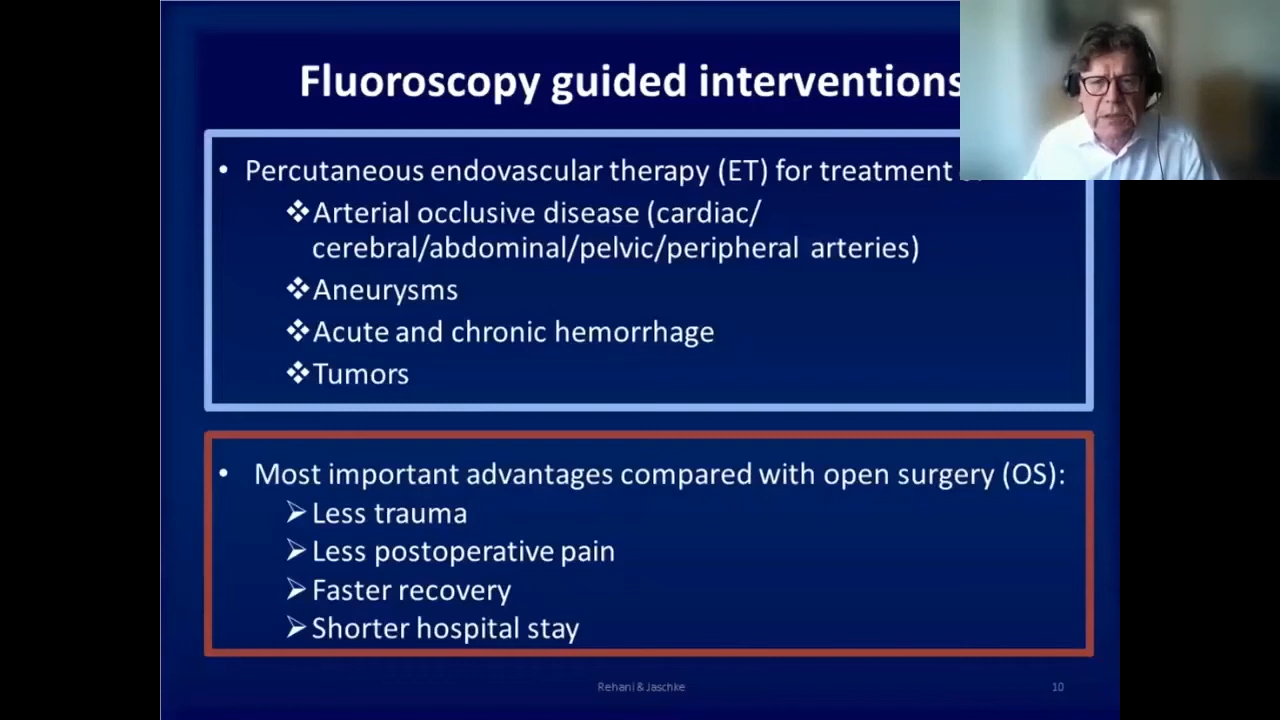 Fluoroscopy guided interventions
• Percutaneous endovascular therapy (ET) for treatment
❖Arterial occlusive disease (cardiac/
cerebral/abdominal/pelvic/peripheral arteries)
❖Aneurysms
❖Acute and chronic hemorrhage
❖Tumors
• Most important advantages compared with open surgery (OS):
➢Less trauma
➢Less postoperative pain
➢Faster recovery
➢Shorter hospital stay
Rehani & Jaschke
10